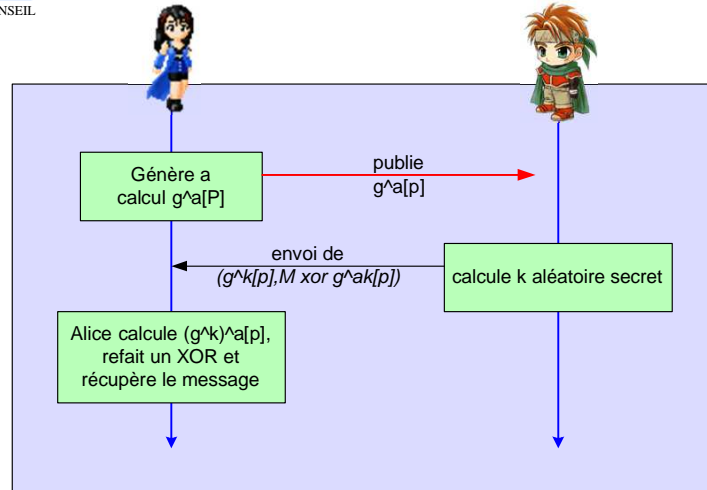 NSEIL
Génère a
calcul g^a[P]
publie
g^a[p]
envoi de
(g^k[p],M xor g^ak[p])
calcule k aléatoire secret
Alice calcule (g^k)^a[p],
refait un XOR et
récupère le message